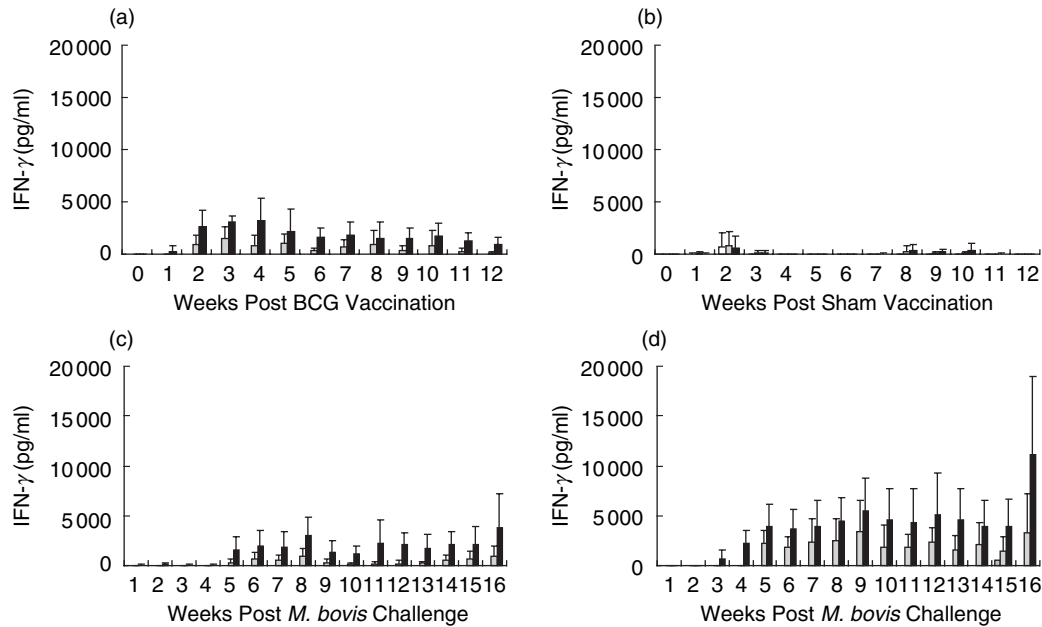 (a)
(b)
20 000
15 000
10 000
5 000
0
IFN-γ (pg/ml)
0 1 2 3 4 5 6 7 8 9 10 11 12
Weeks Post BCG Vaccination
20 000
15 000
10 000
5 000
0
IFN-γ (pg/ml)
0 1 2 3 4 5 6 7 8 9 10 11 12
Weeks Post Sham Vaccination
(c)
(d)
20 000
15 000
10 000
5 000
0
IFN-γ (pg/ml)
1 2 3 4 5 6 7 8 9 10 11 12 13 14 15 16
Weeks Post M. bovis Challenge
20 000
15 000
10 000
5 000
0
IFN-γ (pg/ml)
1 2 3 4 5 6 7 8 9 10 11 12 13 14 15 16
Weeks Post M. bovis Challenge